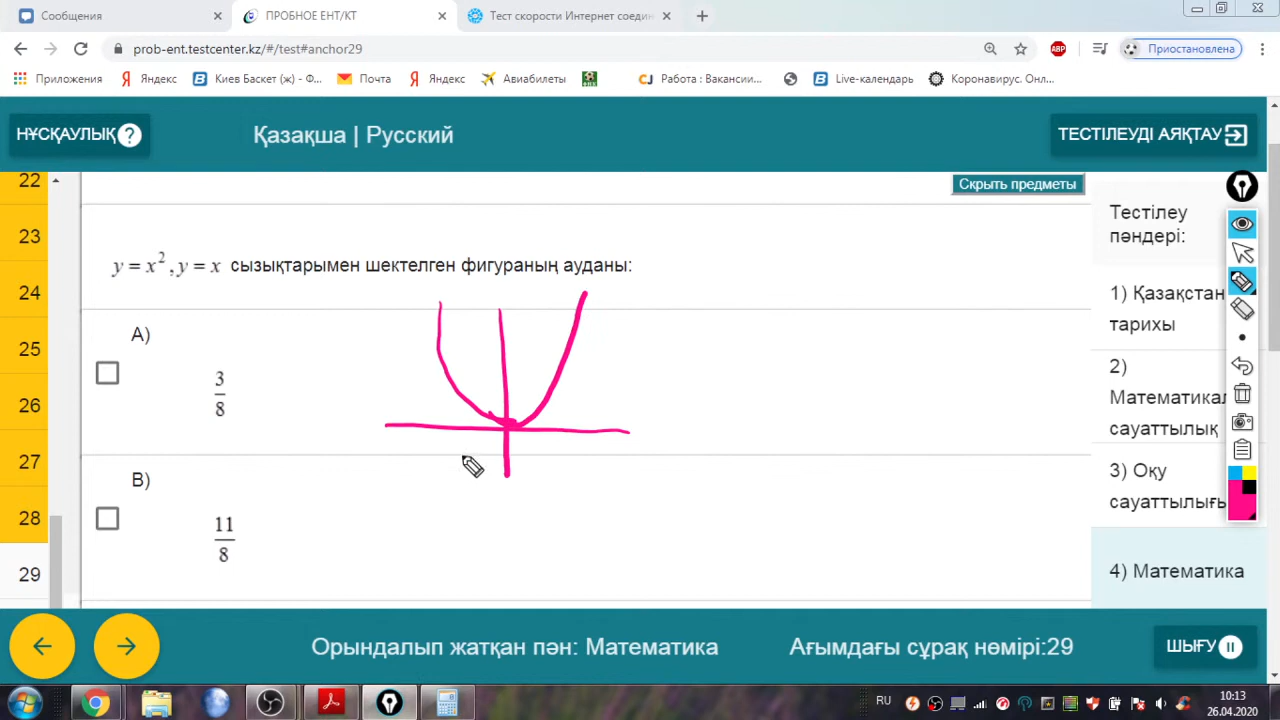 Сообщения
ПРОБНОЕ ЕНТ/КТ
Тест скорости Интернет соедин
prob-ent.testcenter.kz/#/test#anchor29
ABP
Приостановлена
Приложения
Яндекс
Киев Баскет (ж) - Ф...
Почта
Яндекс
Авиабилеты
Работа : Вакансии...
Live-календарь
Коронавирус. Онл...
НҰСҚАУЛЫҚ ?
Қазақша | Русский
ТЕСТІЛЕУДІ АЯҚТАУ
22
23
24
25
26
27
28
29
Скрыть предметы
y = x², y = x сызықтарымен шектелген фигураның ауданы:
A)
3/8
B)
11/8
Тестілеу
пәндері:
1) Қазақстан
тарихы
2)
Математикал
сауаттылық
3) Оқу
сауаттылығы
4) Математика
Орындалып жатқан пән: Математика
Ағымдағы сұрақ нөмірі:29
ШЫҒУ
RU
10:13
26.04.2020